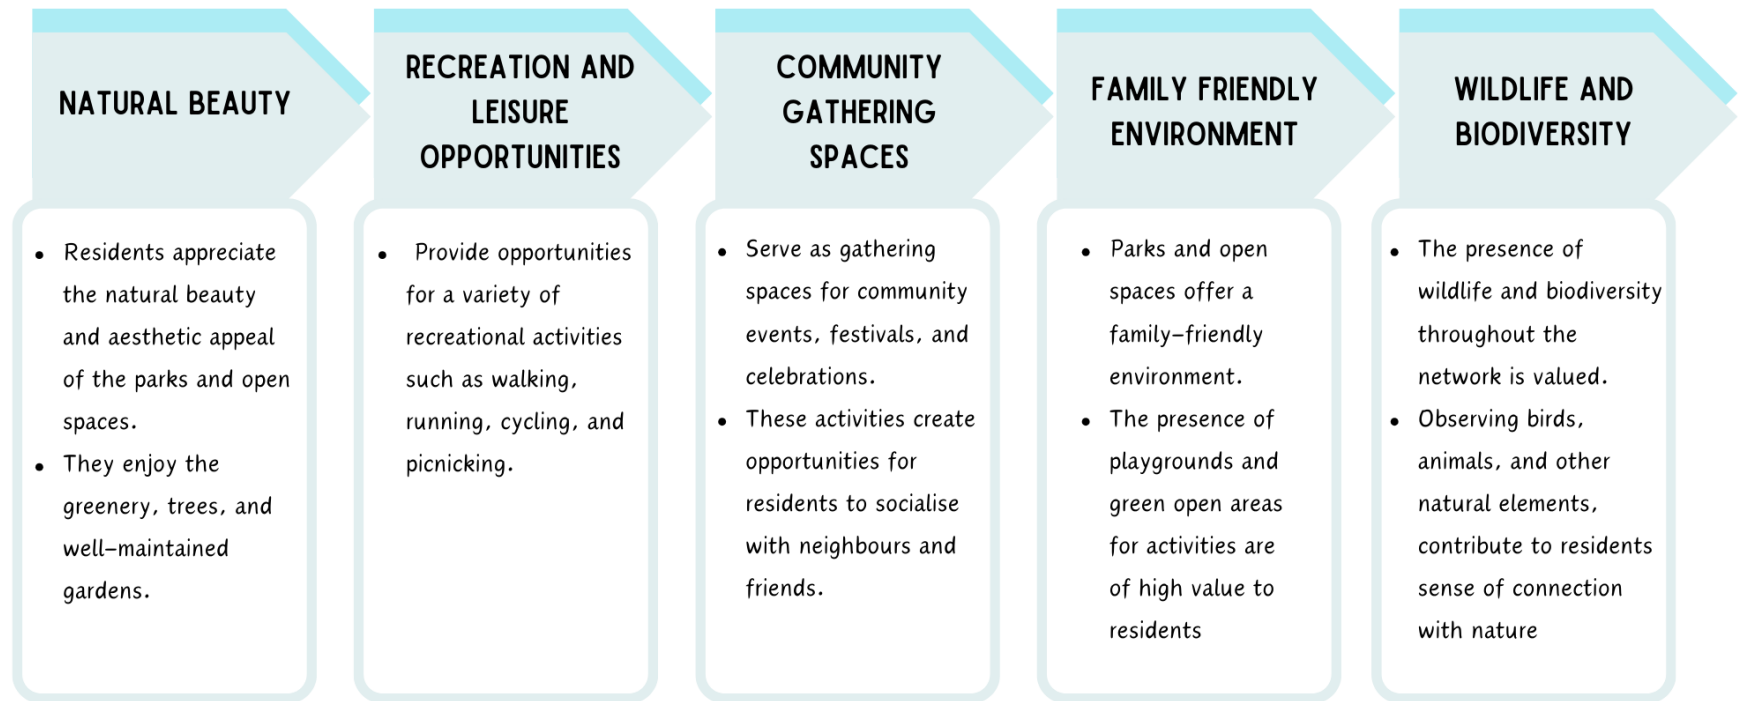 NATURAL BEAUTY
• Residents appreciate
the natural beauty
and aesthetic appeal
of the parks and open
spaces.
• They enjoy the
greenery, trees, and
well-maintained
gardens.
RECREATION AND
LEISURE
OPPORTUNITIES
• Provide opportunities
for a variety of
recreational activities
such as walking,
running, cycling, and
picnicking.
COMMUNITY
GATHERING
SPACES
• Serve as gathering
spaces for community
events, festivals, and
celebrations.
• These activities create
opportunities for
residents to socialise
with neighbours and
friends.
FAMILY FRIENDLY
ENVIRONMENT
• Parks and open
spaces offer a
family-friendly
environment.
• The presence of
playgrounds and
green open areas
for activities are
of high value to
residents
WILDLIFE AND
BIODIVERSITY
• The presence of
wildlife and biodiversity
throughout the
network is valued.
• Observing birds,
animals, and other
natural elements,
contribute to residents
sense of connection
with nature